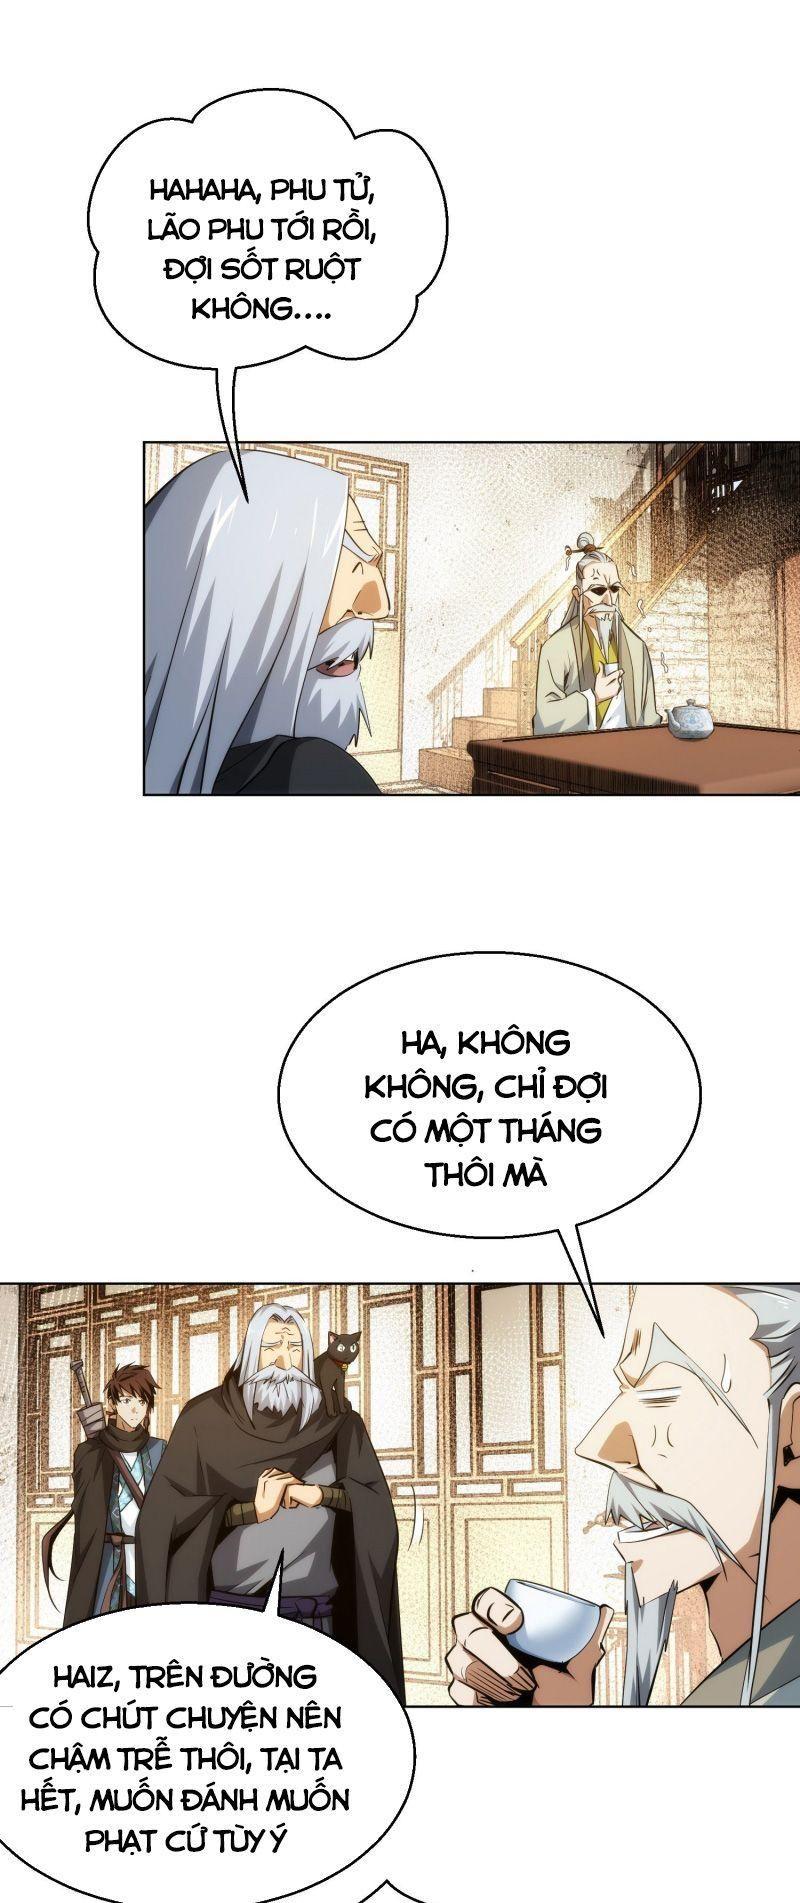 HAHAHA, PHU TỬ,
LÃO PHU TỚI RỒI,
ĐỢI SỐT RUỘT
KHÔNG....
HA, KHÔNG
KHÔNG, CHỈ ĐỢI
CÓ MỘT THÁNG
THÔI MÀ
HAIZ, TRÊN ĐƯỜNG
CÓ CHÚT CHUYỆN NÊN
CHẬM TRỄ THÔI, TẠI TA
HẾT, MUỐN ĐÁNH MUỐN
PHẠT CỨ TÙY Ý